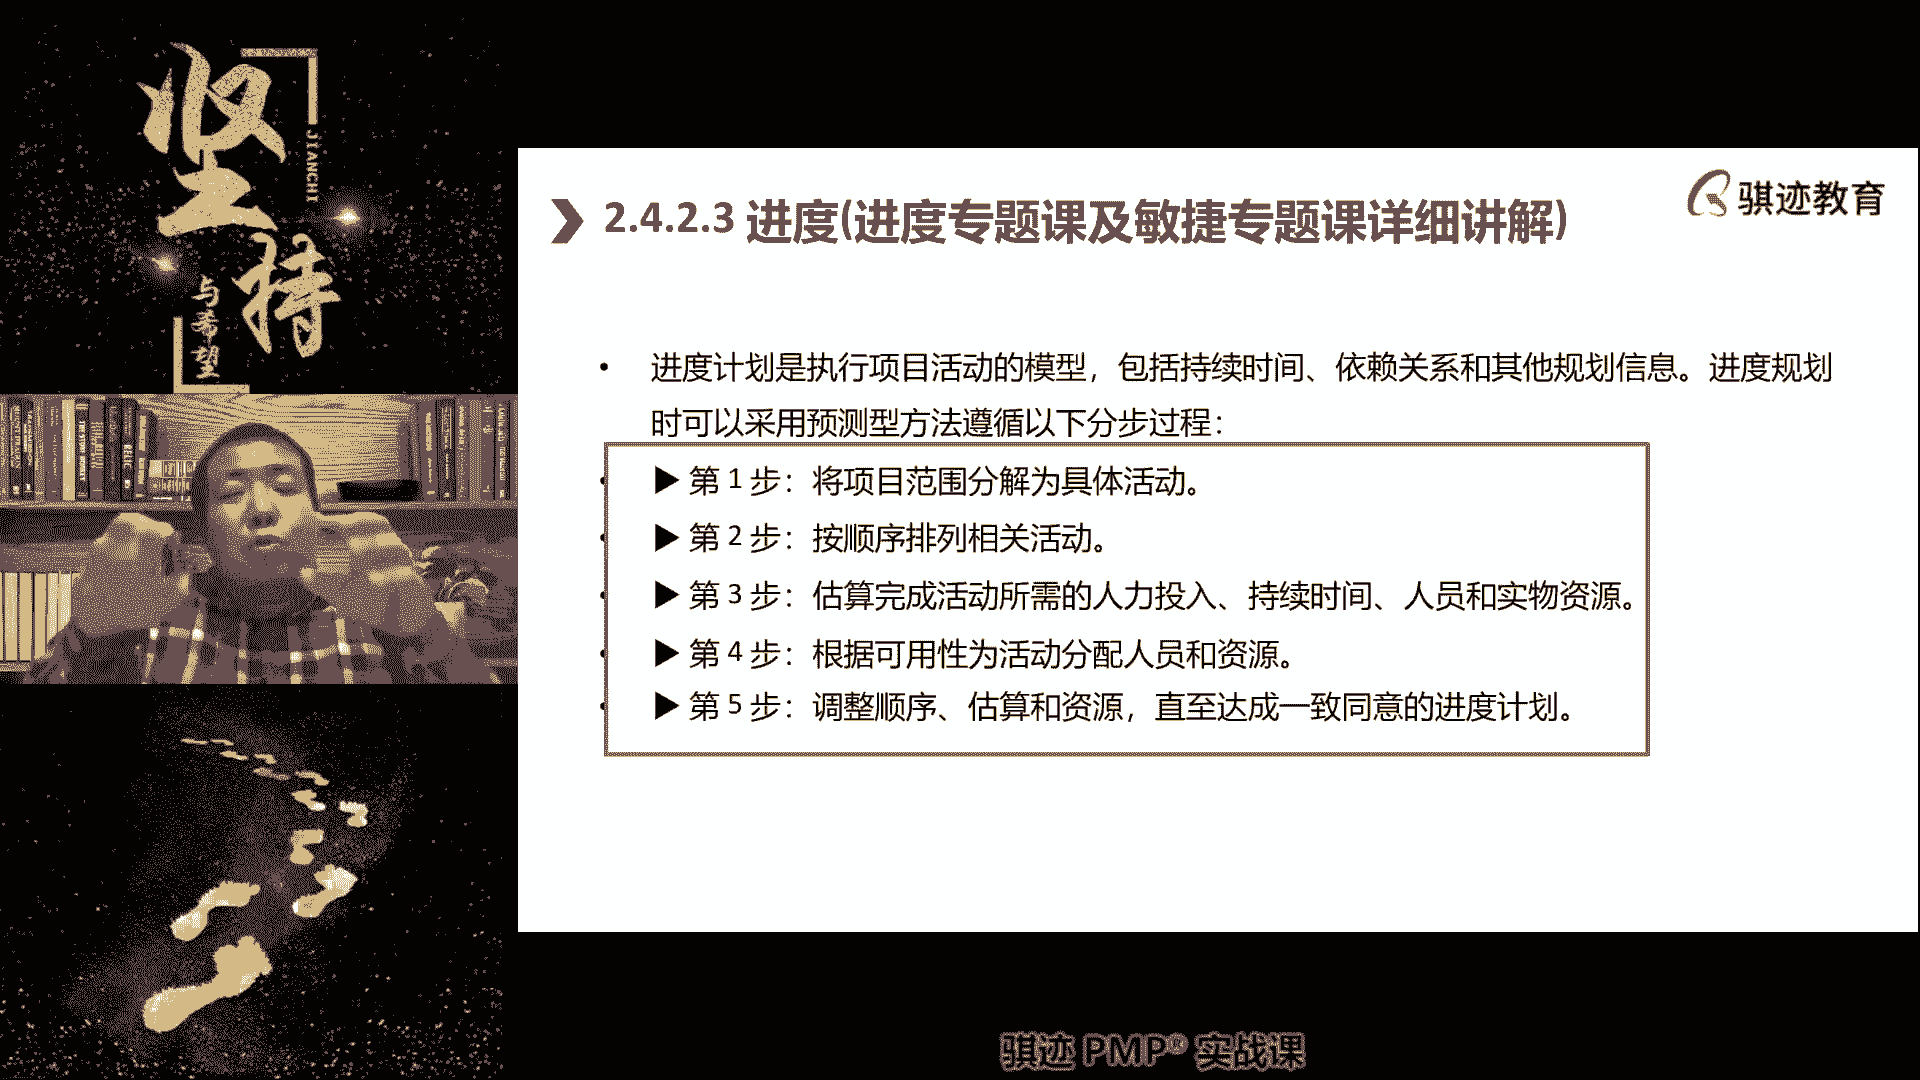 坚持
JIANCHI
与希望
骐迹教育
2.4.2.3 进度(进度专题课及敏捷专题课详细讲解)
• 进度计划是执行项目活动的模型，包括持续时间、依赖关系和其他规划信息。进度规划
时可以采用预测型方法遵循以下分步过程：
▶ 第 1 步：将项目范围分解为具体活动。
▶ 第 2 步：按顺序排列相关活动。
▶ 第 3 步：估算完成活动所需的人力投入、持续时间、人员和实物资源。
▶ 第 4 步：根据可用性为活动分配人员和资源。
▶ 第 5 步：调整顺序、估算和资源，直至达成一致同意的进度计划。
骐迹 PMP® 实战课